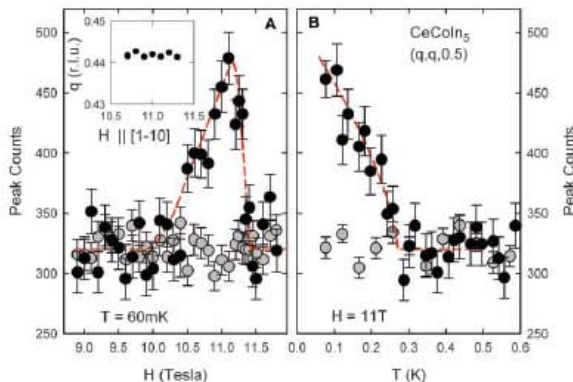 A
B
CeCoIn₅
(q,q,0.5)
500
450
400
350
300
250
Peak Counts
q (r.l.u.)
0.45
0.44
0.43
10.5 11.0 11.5
H || [1-10]
T = 60mK
9.0 9.5 10.0 10.5 11.0 11.5
H (Tesla)
H = 11T
0.0 0.1 0.2 0.3 0.4 0.5 0.6
T (K)
500
450
400
350
300
250
Peak Counts